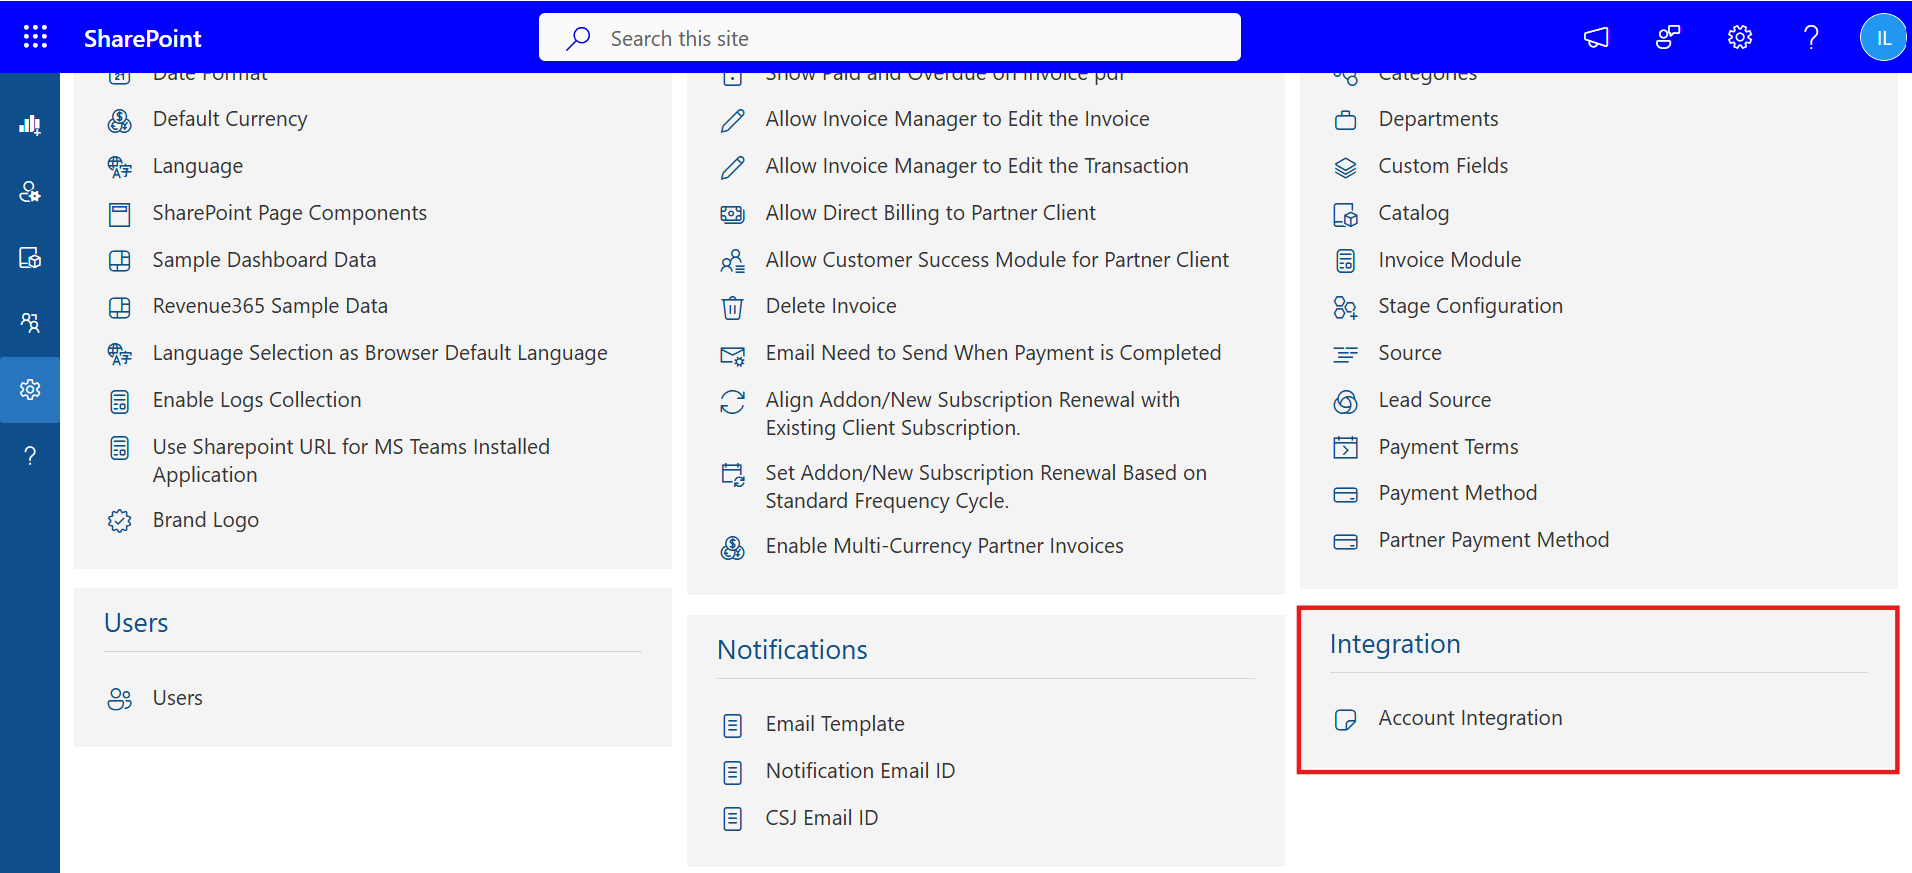 SharePoint
Search this site
IL
Date Format
Default Currency
Language
SharePoint Page Components
Sample Dashboard Data
Revenue365 Sample Data
Language Selection as Browser Default Language
Enable Logs Collection
Use Sharepoint URL for MS Teams Installed
Application
Brand Logo
Users
Users
Show Paid and Overdue on Invoice pdf
Allow Invoice Manager to Edit the Invoice
Allow Invoice Manager to Edit the Transaction
Allow Direct Billing to Partner Client
Allow Customer Success Module for Partner Client
Delete Invoice
Email Need to Send When Payment is Completed
Align Addon/New Subscription Renewal with
Existing Client Subscription.
Set Addon/New Subscription Renewal Based on
Standard Frequency Cycle.
Enable Multi-Currency Partner Invoices
Notifications
Email Template
Notification Email ID
CSJ Email ID
Categories
Departments
Custom Fields
Catalog
Invoice Module
Stage Configuration
Source
Lead Source
Payment Terms
Payment Method
Partner Payment Method
Integration
Account Integration